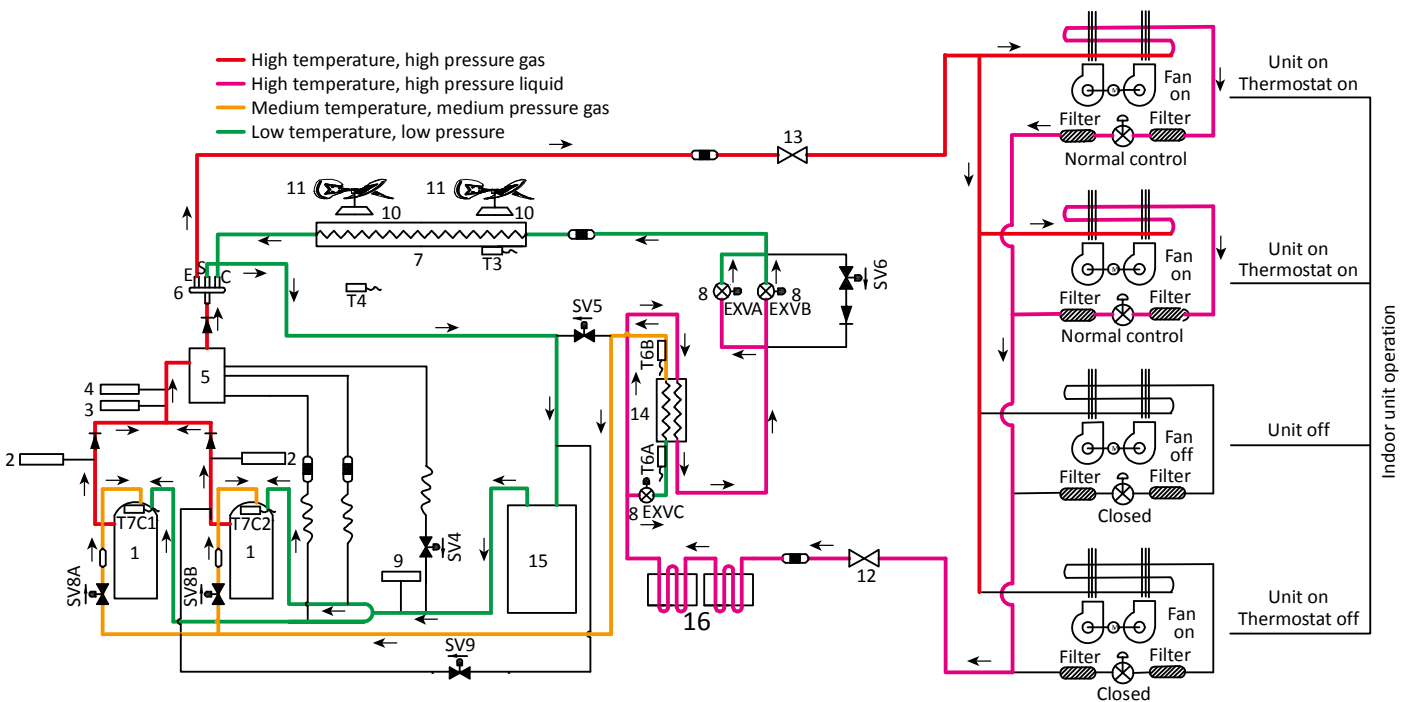 High temperature, high pressure gas
High temperature, high pressure liquid
Medium temperature, medium pressure gas
Low temperature, low pressure
13
11
11
10
10
7
T3
T4
E
S
C
6
5
4
3
2
2
T7C1
T7C2
1
1
SV8A
SV8B
SV4
9
15
SV9
SV5
T6B
14
T6A
8
EXVC
8
EXVA
8
EXVB
SV6
16
12
Fan
on
Filter
Filter
Normal control
Unit on
Thermostat on
Fan
on
Filter
Filter
Normal control
Unit on
Thermostat on
Fan
off
Filter
Filter
Closed
Unit off
Fan
on
Filter
Filter
Closed
Unit on
Thermostat off
Indoor unit operation